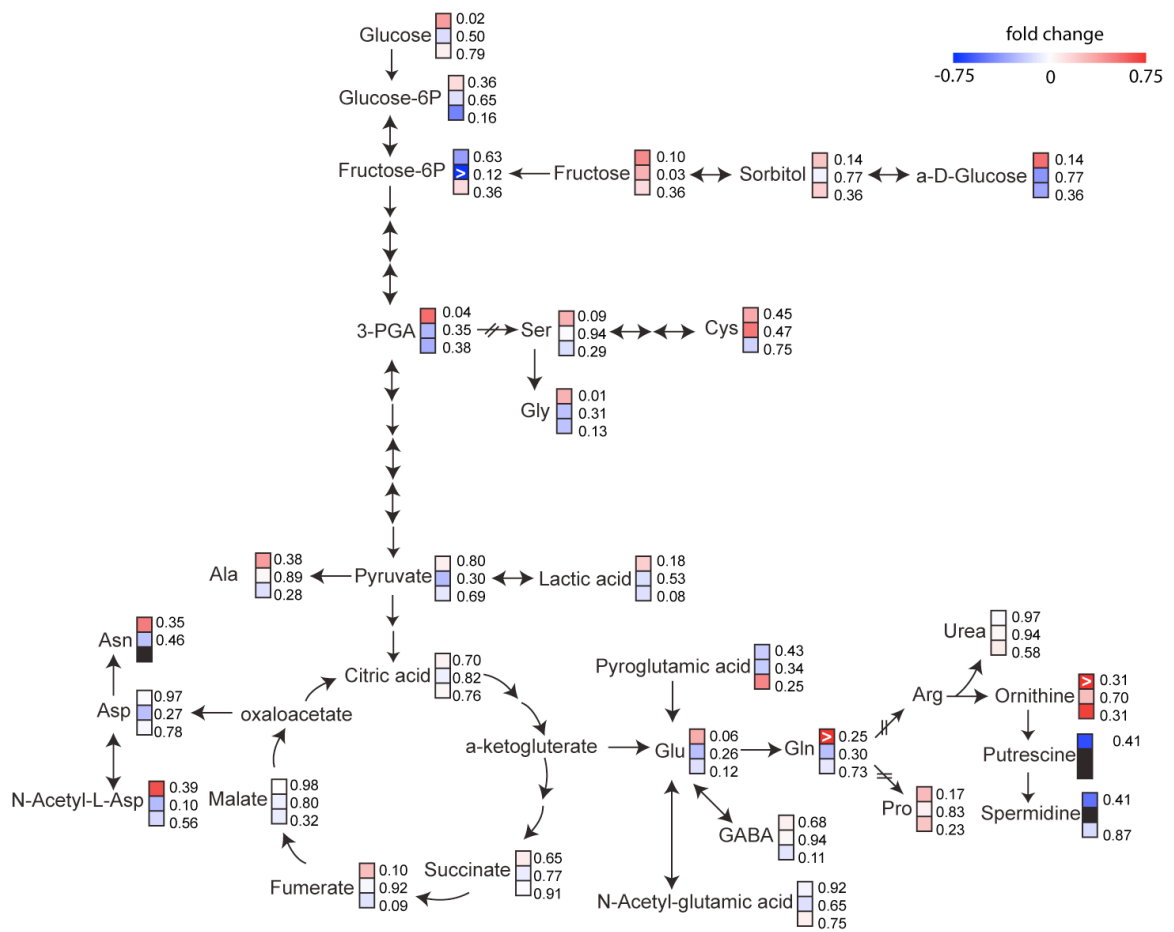 Glucose
0.02
0.50
0.79
fold change
-0.75 0 0.75
Glucose-6P
0.36
0.65
0.16
Fructose-6P
>
0.63
0.12
0.36
Fructose
0.10
0.03
0.36
Sorbitol
0.14
0.77
0.36
a-D-Glucose
0.14
0.77
0.36
3-PGA
0.04
0.35
0.38
Ser
0.09
0.94
0.29
Cys
0.45
0.47
0.75
Gly
0.01
0.31
0.13
Ala
0.38
0.89
0.28
Pyruvate
0.80
0.30
0.69
Lactic acid
0.18
0.53
0.08
Asn
0.35
0.46
Citric acid
0.70
0.82
0.76
Pyroglutamic acid
0.43
0.34
0.25
Urea
0.97
0.94
0.58
Asp
0.97
0.27
0.78
oxaloacetate
a-ketogluterate
Glu
0.06
0.26
0.12
Gln
>
0.25
0.30
0.73
Arg
Ornithine
>
0.31
0.70
0.31
Putrescine
0.41
N-Acetyl-L-Asp
0.39
0.10
0.56
Malate
0.98
0.80
0.32
Pro
0.17
0.83
0.23
Spermidine
0.41
0.87
GABA
0.68
0.94
0.11
Fumerate
0.10
0.92
0.09
Succinate
0.65
0.77
0.91
N-Acetyl-glutamic acid
0.92
0.65
0.75